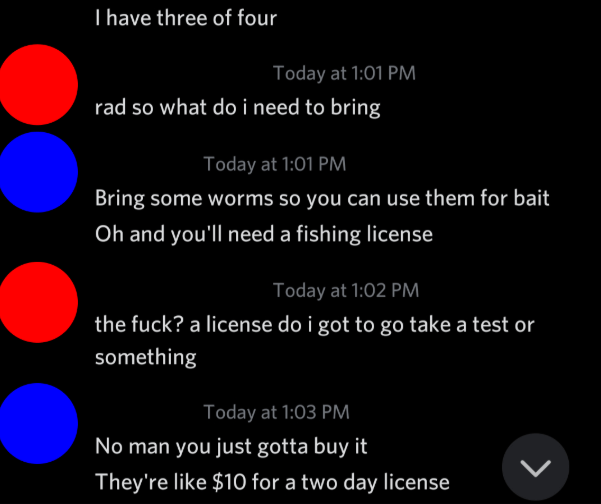 I have three of four
Today at 1:01 PM
rad so what do i need to bring
Today at 1:01 PM
Bring some worms so you can use them for bait
Oh and you'll need a fishing license
Today at 1:02 PM
the fuck? a license do i got to go take a test or
something
Today at 1:03 PM
No man you just gotta buy it
They're like $10 for a two day license